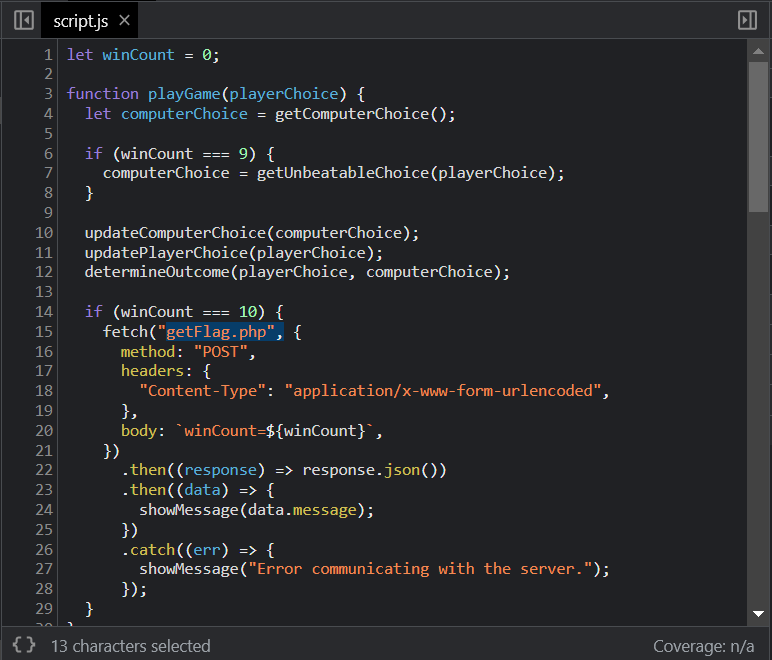 script.js ×
1 let winCount = 0;
2
3 function playGame(playerChoice) {
4 let computerChoice = getComputerChoice();
5
6 if (winCount === 9) {
7 computerChoice = getUnbeatableChoice(playerChoice);
8 }
9
10 updateComputerChoice(computerChoice);
11 updatePlayerChoice(playerChoice);
12 determineOutcome(playerChoice, computerChoice);
13
14 if (winCount === 10) {
15 fetch("getFlag.php", {
16 method: "POST",
17 headers: {
18 "Content-Type": "application/x-www-form-urlencoded",
19 },
20 body: `winCount=${winCount}`,
21 })
22 .then((response) => response.json())
23 .then((data) => {
24 showMessage(data.message);
25 })
26 .catch((err) => {
27 showMessage("Error communicating with the server.");
28 });
29 }
{} 13 characters selected Coverage: n/a